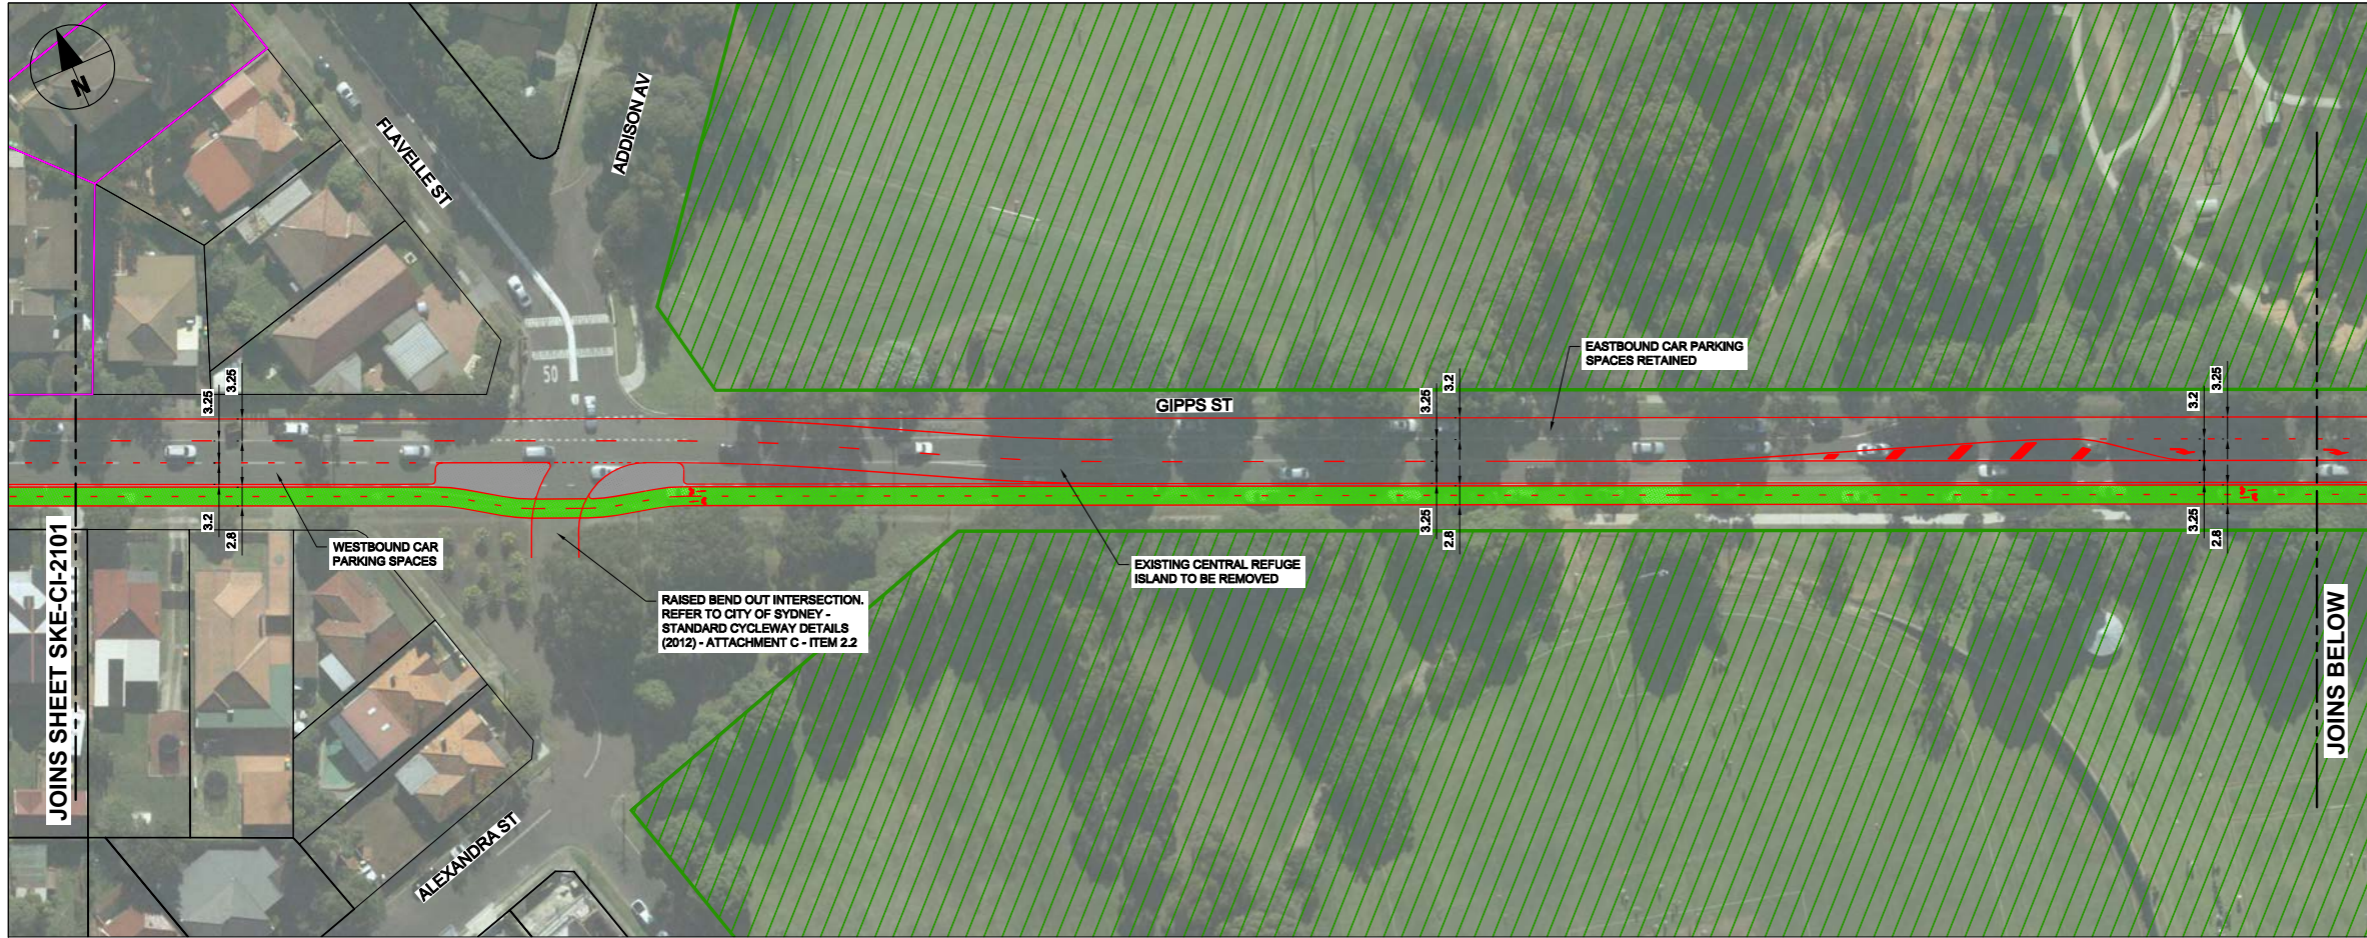 N
FLAVELLE ST
ADDISON AV
50
3.25
3.25
3.2
2.8
JOINS SHEET SKE-CI-2101
WESTBOUND CAR
PARKING SPACES
GIPPS ST
RAISED BEND OUT INTERSECTION.
REFER TO CITY OF SYDNEY -
STANDARD CYCLEWAY DETAILS
(2012) - ATTACHMENT C - ITEM 2.2
ALEXANDRA ST
EXISTING CENTRAL REFUGE
ISLAND TO BE REMOVED
3.25
3.2
3.25
2.8
EASTBOUND CAR PARKING
SPACES RETAINED
3.2
3.25
3.25
2.8
JOINS BELOW